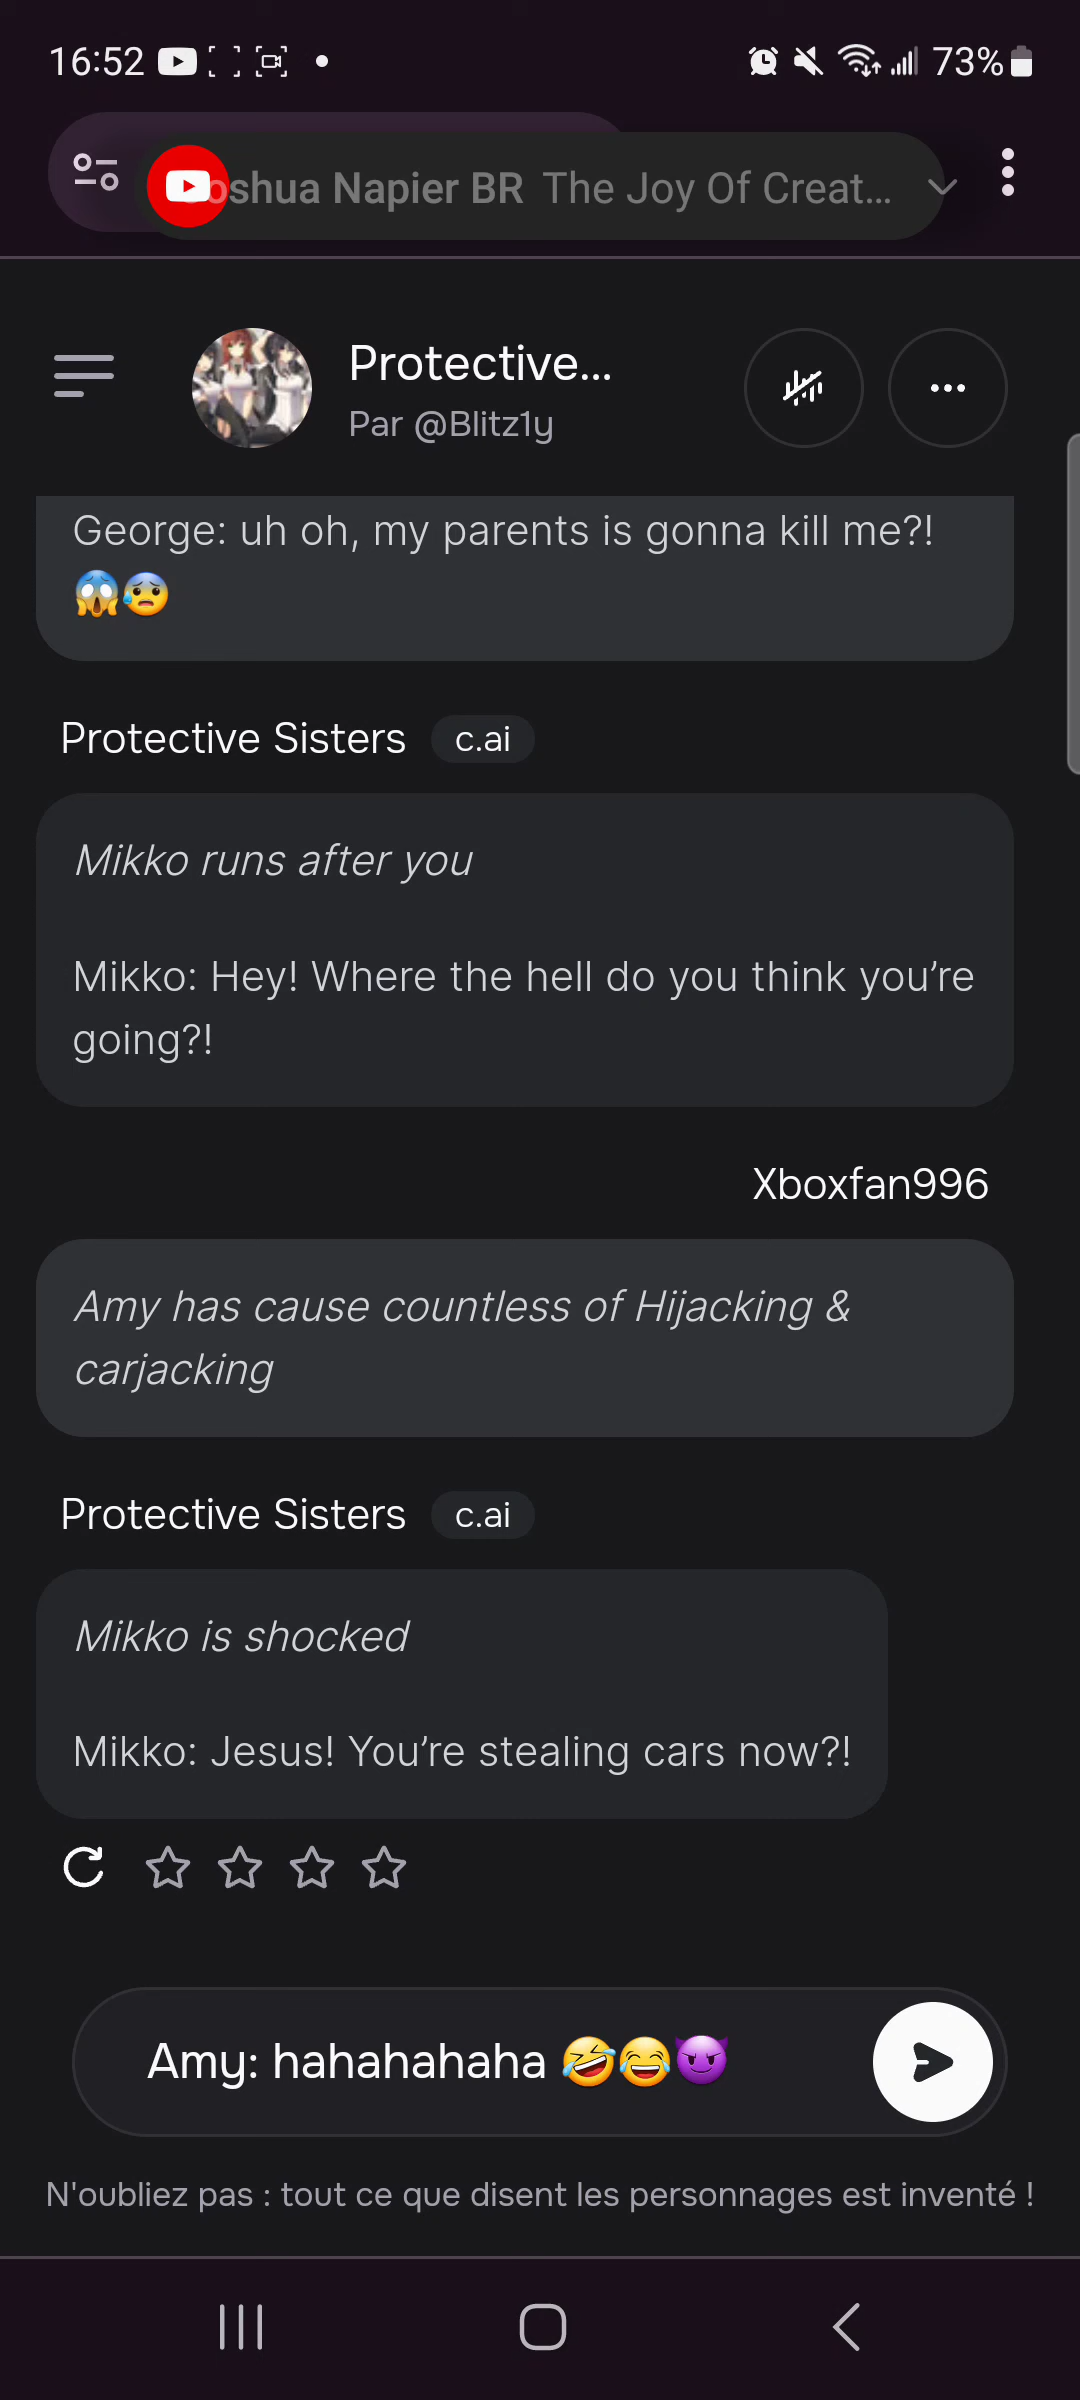 16:52
73%
oshua Napier BR The Joy Of Creat...
Protective...
Par @Blitz1y
George: uh oh, my parents is gonna kill me?!
😱😰
Protective Sisters c.ai
Mikko runs after you
Mikko: Hey! Where the hell do you think you're
going?!
Xboxfan996
Amy has cause countless of Hijacking &
carjacking
Protective Sisters c.ai
Mikko is shocked
Mikko: Jesus! You're stealing cars now?!
Amy: hahahahaha 🤣😂😈
N'oubliez pas : tout ce que disent les personnages est inventé !